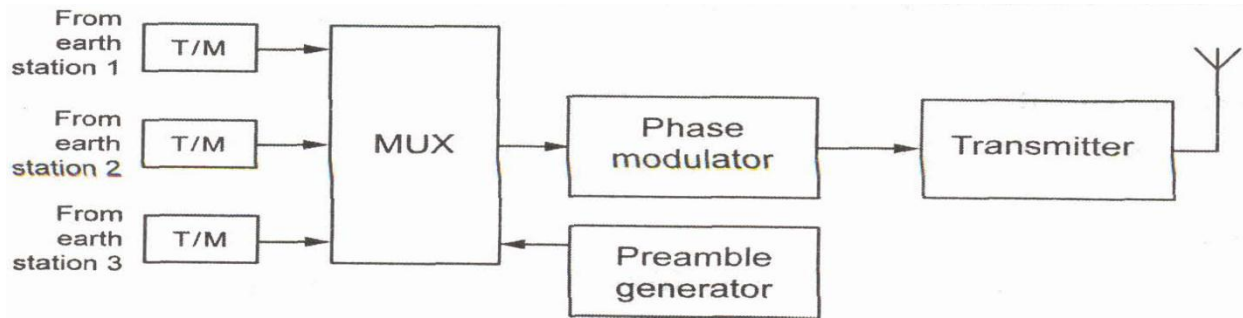 From
earth
station 1
T/M
From
earth
station 2
T/M
From
earth
station 3
T/M
MUX
Phase
modulator
Preamble
generator
Transmitter